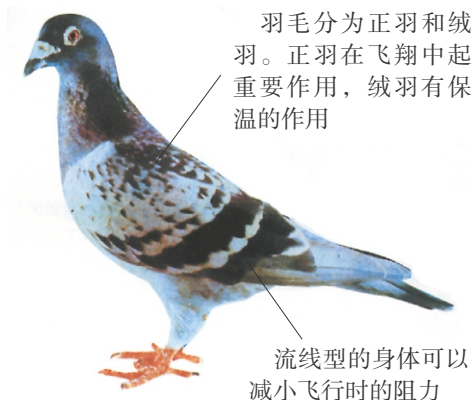 羽毛分为正羽和绒
羽。正羽在飞翔中起
重要作用，绒羽有保
温的作用
流线型的身体可以
减小飞行时的阻力